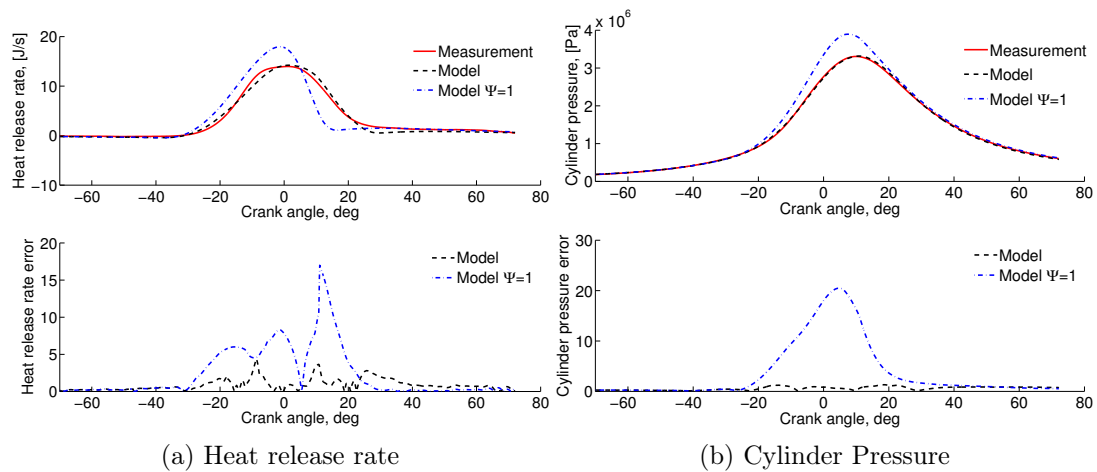 Heat release rate, [J/s]
20
10
0
−10
−60 −40 −20 0 20 40 60 80
Crank angle, deg
Measurement
Model
Model Ψ=1
Cylinder pressure, [Pa]
x 10^6
4
3
2
1
0
−60 −40 −20 0 20 40 60 80
Crank angle, deg
Measurement
Model
Model Ψ=1
Heat release rate error
20
15
10
5
0
−60 −40 −20 0 20 40 60 80
Crank angle, deg
Model
Model Ψ=1
Cylinder pressure error
30
20
10
0
−60 −40 −20 0 20 40 60 80
Crank angle, deg
Model
Model Ψ=1
(a) Heat release rate
(b) Cylinder Pressure